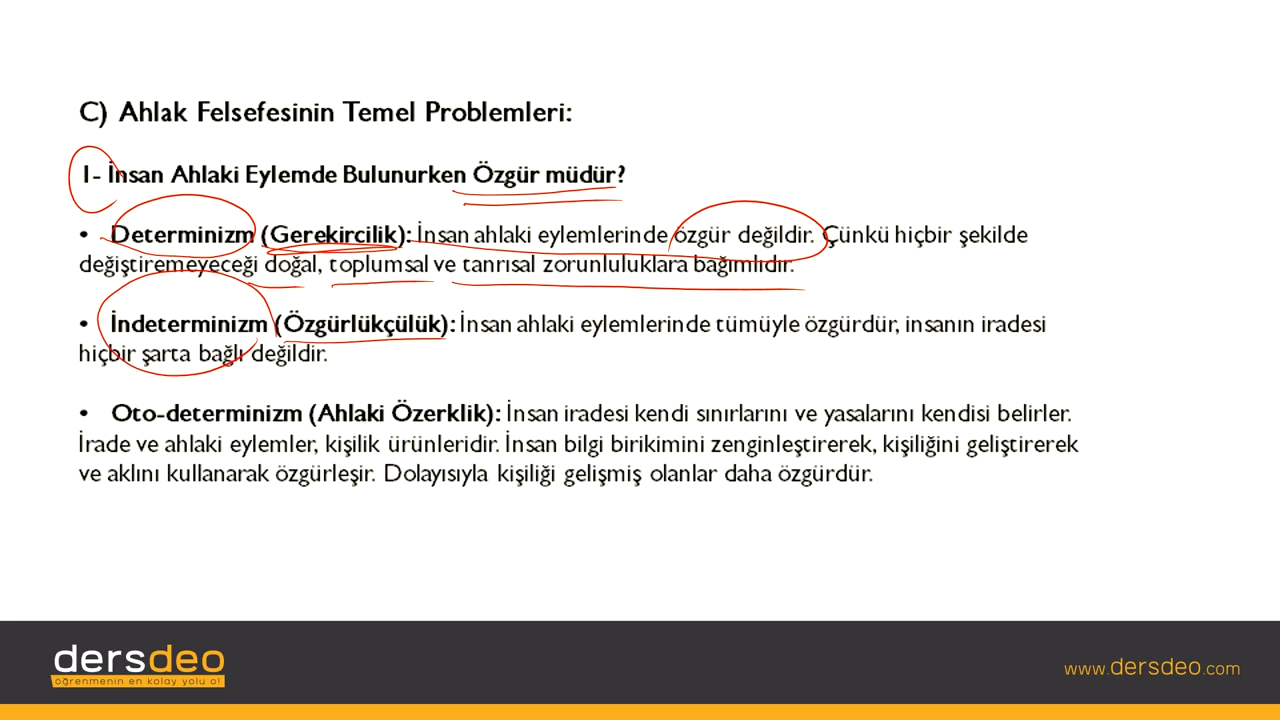 C) Ahlak Felsefesinin Temel Problemleri:
1- İnsan Ahlaki Eylemde Bulunurken Özgür müdür?
• Determinizm (Gerekircilik): İnsan ahlaki eylemlerinde özgür değildir. Çünkü hiçbir şekilde
değiştiremeyeceği doğal, toplumsal ve tanrısal zorunluluklara bağımlıdır.
• İndeterminizm (Özgürlükçülük): İnsan ahlaki eylemlerinde tümüyle özgürdür, insanın iradesi
hiçbir şarta bağlı değildir.
• Oto-determinizm (Ahlaki Özerklik): İnsan iradesi kendi sınırlarını ve yasalarını kendisi belirler.
İrade ve ahlaki eylemler, kişilik ürünleridir. İnsan bilgi birikimini zenginleştirerek, kişiliğini geliştirerek
ve aklını kullanarak özgürleşir. Dolayısıyla kişiliği gelişmiş olanlar daha özgürdür.
dersdeo
öğrenmenin en kolay yolu o!
www.dersdeo.com